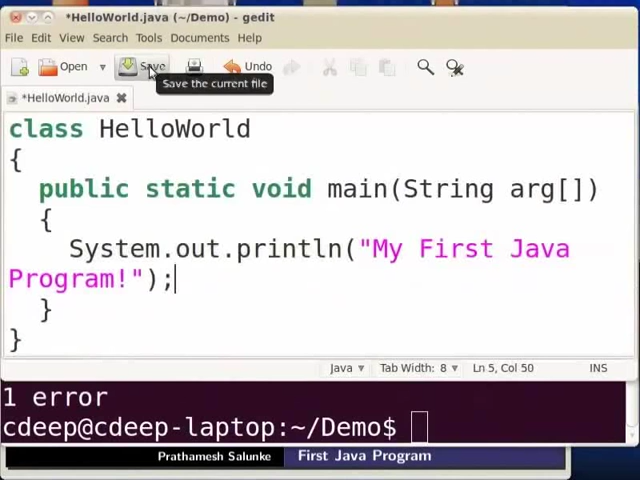 *HelloWorld.java (~/Demo) - gedit
File Edit View Search Tools Documents Help
Open Save Undo
Save the current file
*HelloWorld.java
class HelloWorld
{
public static void main(String arg[])
{
System.out.println("My First Java
Program!");
}
}
Java Tab Width: 8 Ln 5, Col 50 INS
1 error
cdeep@cdeep-laptop:~/Demo$
Prathamesh Salunke First Java Program